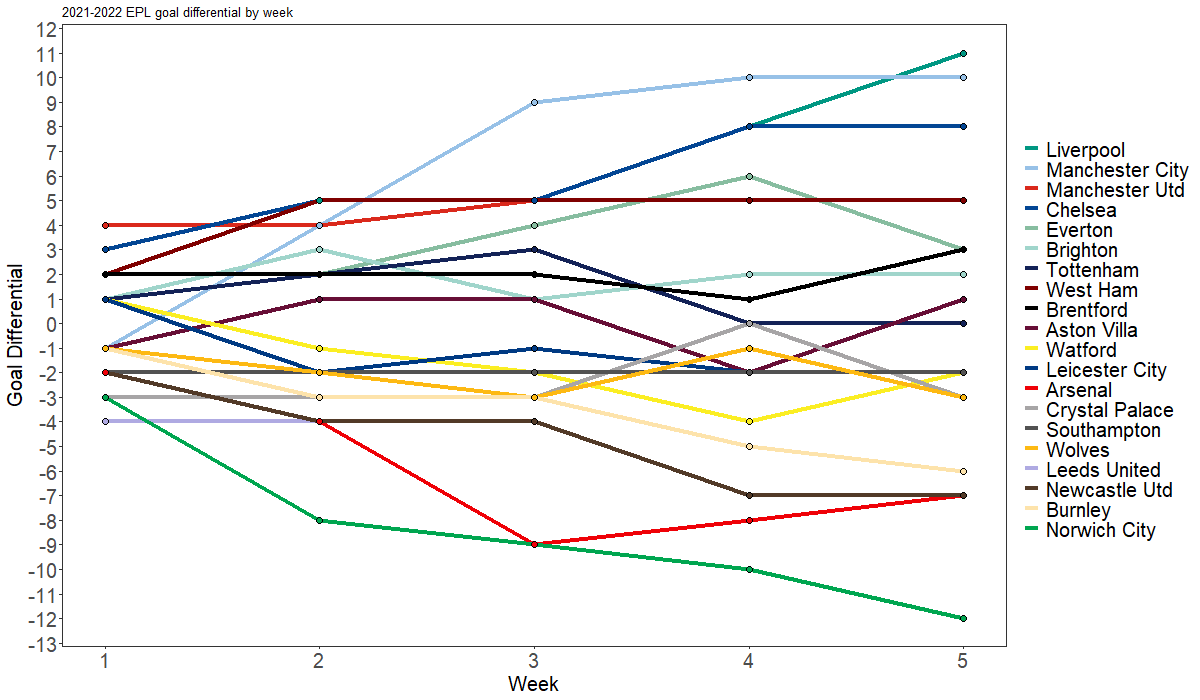 2021-2022 EPL goal differential by week
12
11
10
9
8
7
6
5
4
3
2
1
0
-1
-2
-3
-4
-5
-6
-7
-8
-9
-10
-11
-12
-13
Goal Differential
1 2 3 4 5
Week
Liverpool
Manchester City
Manchester Utd
Chelsea
Everton
Brighton
Tottenham
West Ham
Brentford
Aston Villa
Watford
Leicester City
Arsenal
Crystal Palace
Southampton
Wolves
Leeds United
Newcastle Utd
Burnley
Norwich City